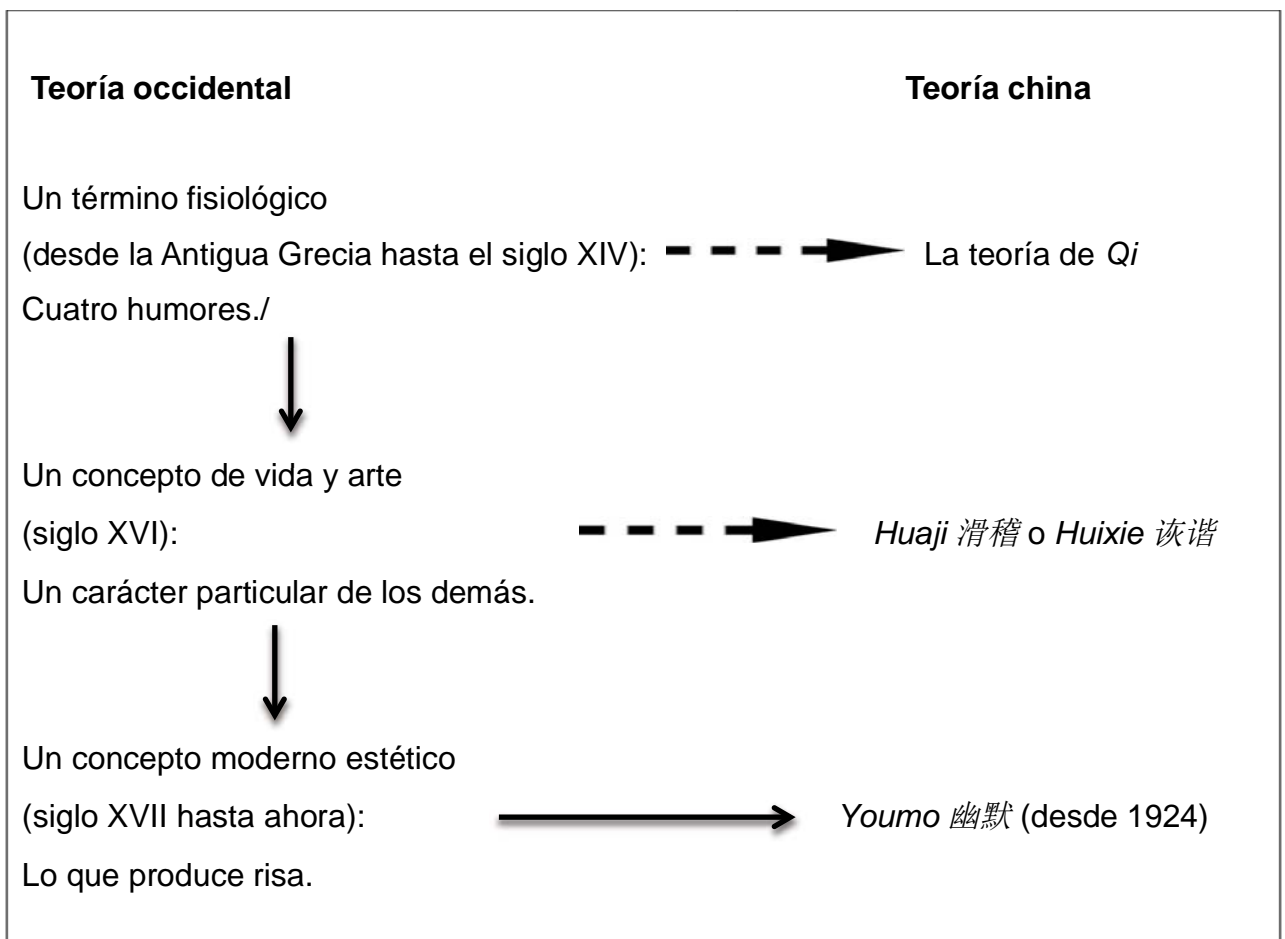 Teoría occidental Teoría china
Un término fisiológico
(desde la Antigua Grecia hasta el siglo XIV): La teoría de Qi
Cuatro humores./
Un concepto de vida y arte
(siglo XVI): Huaji 滑稽 o Huixie 诙谐
Un carácter particular de los demás.
Un concepto moderno estético
(siglo XVII hasta ahora): Youmo 幽默 (desde 1924)
Lo que produce risa.